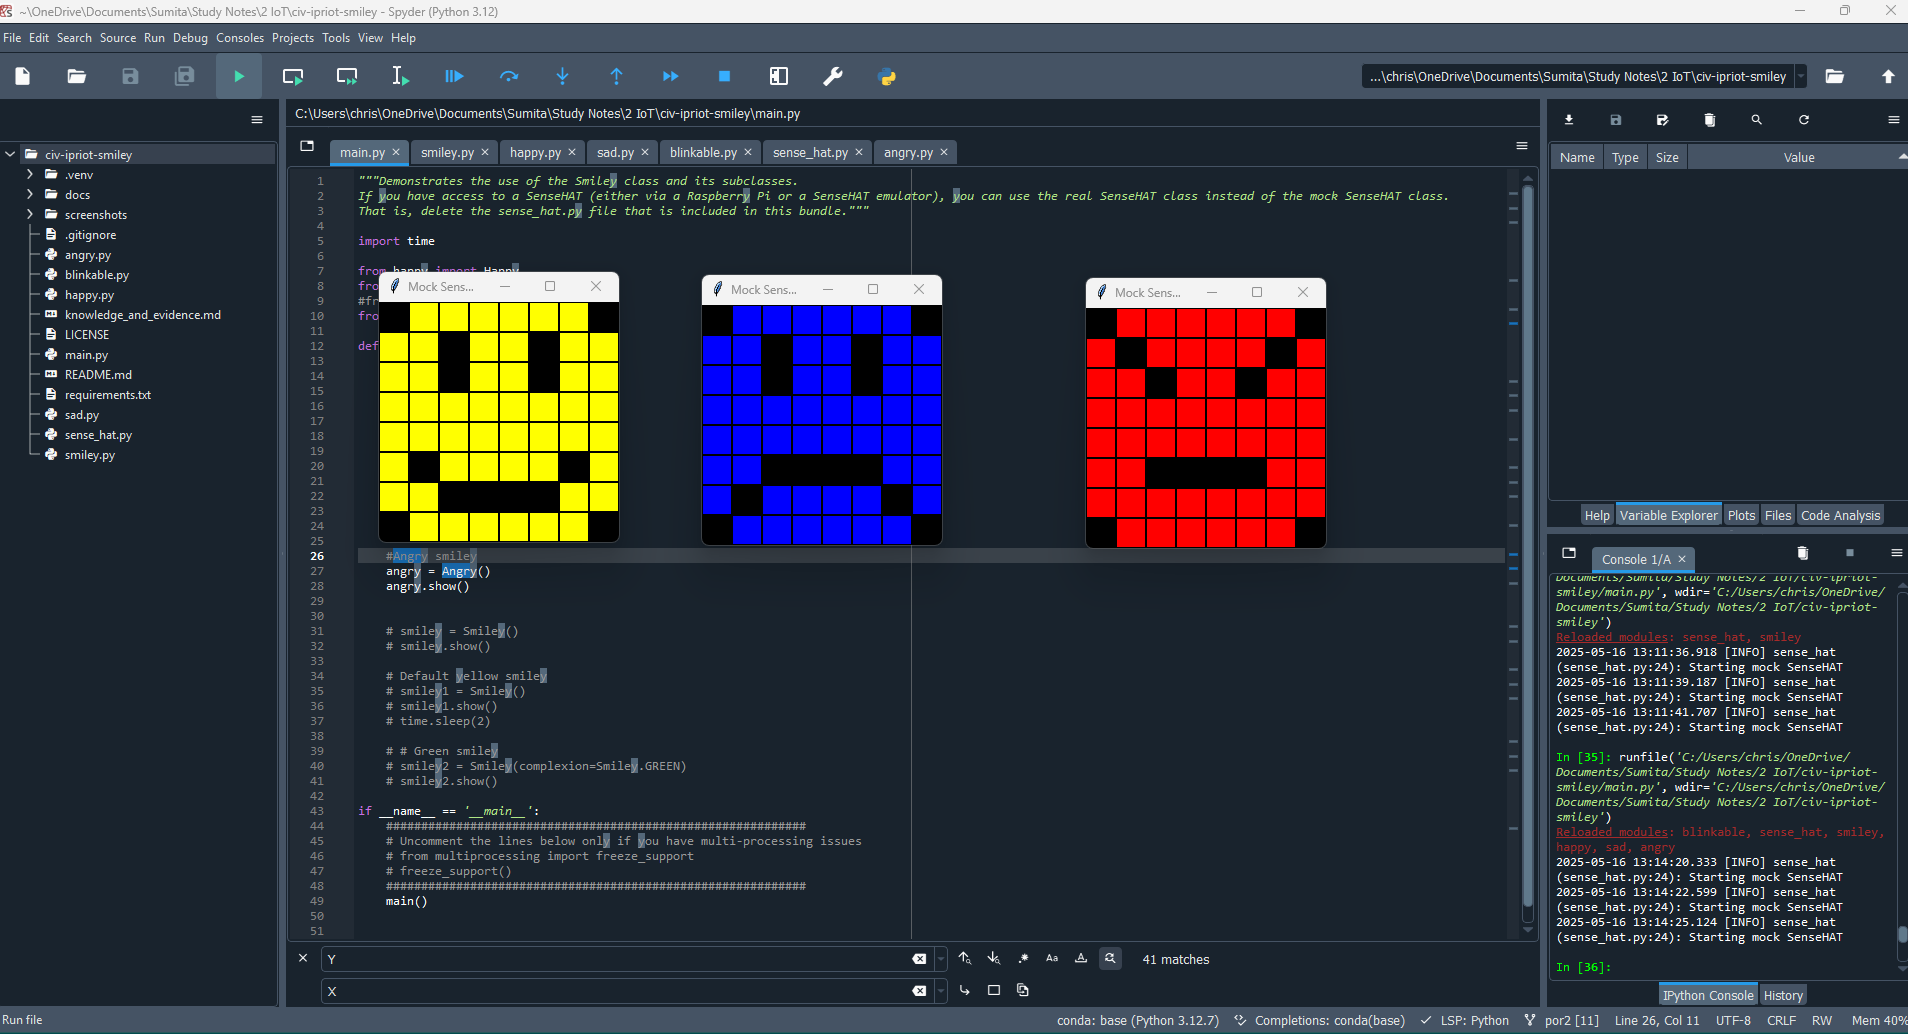 ~\OneDrive\Documents\Sumita\Study Notes\2 IoT\civ-ipriot-smiley - Spyder (Python 3.12)
File Edit Search Source Run Debug Consoles Projects Tools View Help
...\chris\OneDrive\Documents\Sumita\Study Notes\2 IoT\civ-ipriot-smiley
civ-ipriot-smiley
.venv
docs
screenshots
.gitignore
angry.py
blinkable.py
happy.py
knowledge_and_evidence.md
LICENSE
main.py
README.md
requirements.txt
sad.py
sense_hat.py
smiley.py
C:\Users\chris\OneDrive\Documents\Sumita\Study Notes\2 IoT\civ-ipriot-smiley\main.py
main.py smiley.py happy.py sad.py blinkable.py sense_hat.py angry.py
1 """Demonstrates the use of the Smiley class and its subclasses.
2 If you have access to a SenseHAT (either via a Raspberry Pi or a SenseHAT emulator), you can use the real SenseHAT class instead of the mock SenseHAT class.
3 That is, delete the sense_hat.py file that is included in this bundle."""
4
5 import time
6
7 from happy import Happy
8 fro
9 #fr
10 fro
11
12 def
13
14
15
16
17
18
19
20
21
22
23
24
25
26 #Angry smiley
27 angry = Angry()
28 angry.show()
29
30
31 # smiley = Smiley()
32 # smiley.show()
33
34 # Default yellow smiley
35 # smiley1 = Smiley()
36 # smiley1.show()
37 # time.sleep(2)
38
39 # # Green smiley
40 # smiley2 = Smiley(complexion=Smiley.GREEN)
41 # smiley2.show()
42
43 if __name__ == '__main__':
44 ############################################################
45 # Uncomment the lines below only if you have multi-processing issues
46 # from multiprocessing import freeze_support
47 # freeze_support()
48 ############################################################
49 main()
50
51
Mock Sens...
Mock Sens...
Mock Sens...
Y
41 matches
X
Name Type Size Value
Help Variable Explorer Plots Files Code Analysis
Console 1/A
Documents/Sumita/Study Notes/2 IoT/civ-ipriot-
smiley/main.py', wdir='C:/Users/chris/OneDrive/
Documents/Sumita/Study Notes/2 IoT/civ-ipriot-
smiley')
Reloaded modules: sense_hat, smiley
2025-05-16 13:11:36.918 [INFO] sense_hat
(sense_hat.py:24): Starting mock SenseHAT
2025-05-16 13:11:39.187 [INFO] sense_hat
(sense_hat.py:24): Starting mock SenseHAT
2025-05-16 13:11:41.707 [INFO] sense_hat
(sense_hat.py:24): Starting mock SenseHAT
In [35]: runfile('C:/Users/chris/OneDrive/
Documents/Sumita/Study Notes/2 IoT/civ-ipriot-
smiley/main.py', wdir='C:/Users/chris/OneDrive/
Documents/Sumita/Study Notes/2 IoT/civ-ipriot-
smiley')
Reloaded modules: blinkable, sense_hat, smiley,
happy, sad, angry
2025-05-16 13:14:20.333 [INFO] sense_hat
(sense_hat.py:24): Starting mock SenseHAT
2025-05-16 13:14:22.599 [INFO] sense_hat
(sense_hat.py:24): Starting mock SenseHAT
2025-05-16 13:14:25.124 [INFO] sense_hat
(sense_hat.py:24): Starting mock SenseHAT
In [36]:
IPython Console History
Run file
conda: base (Python 3.12.7) Completions: conda(base) LSP: Python por2 [11] Line 26, Col 11 UTF-8 CRLF RW Mem 40%